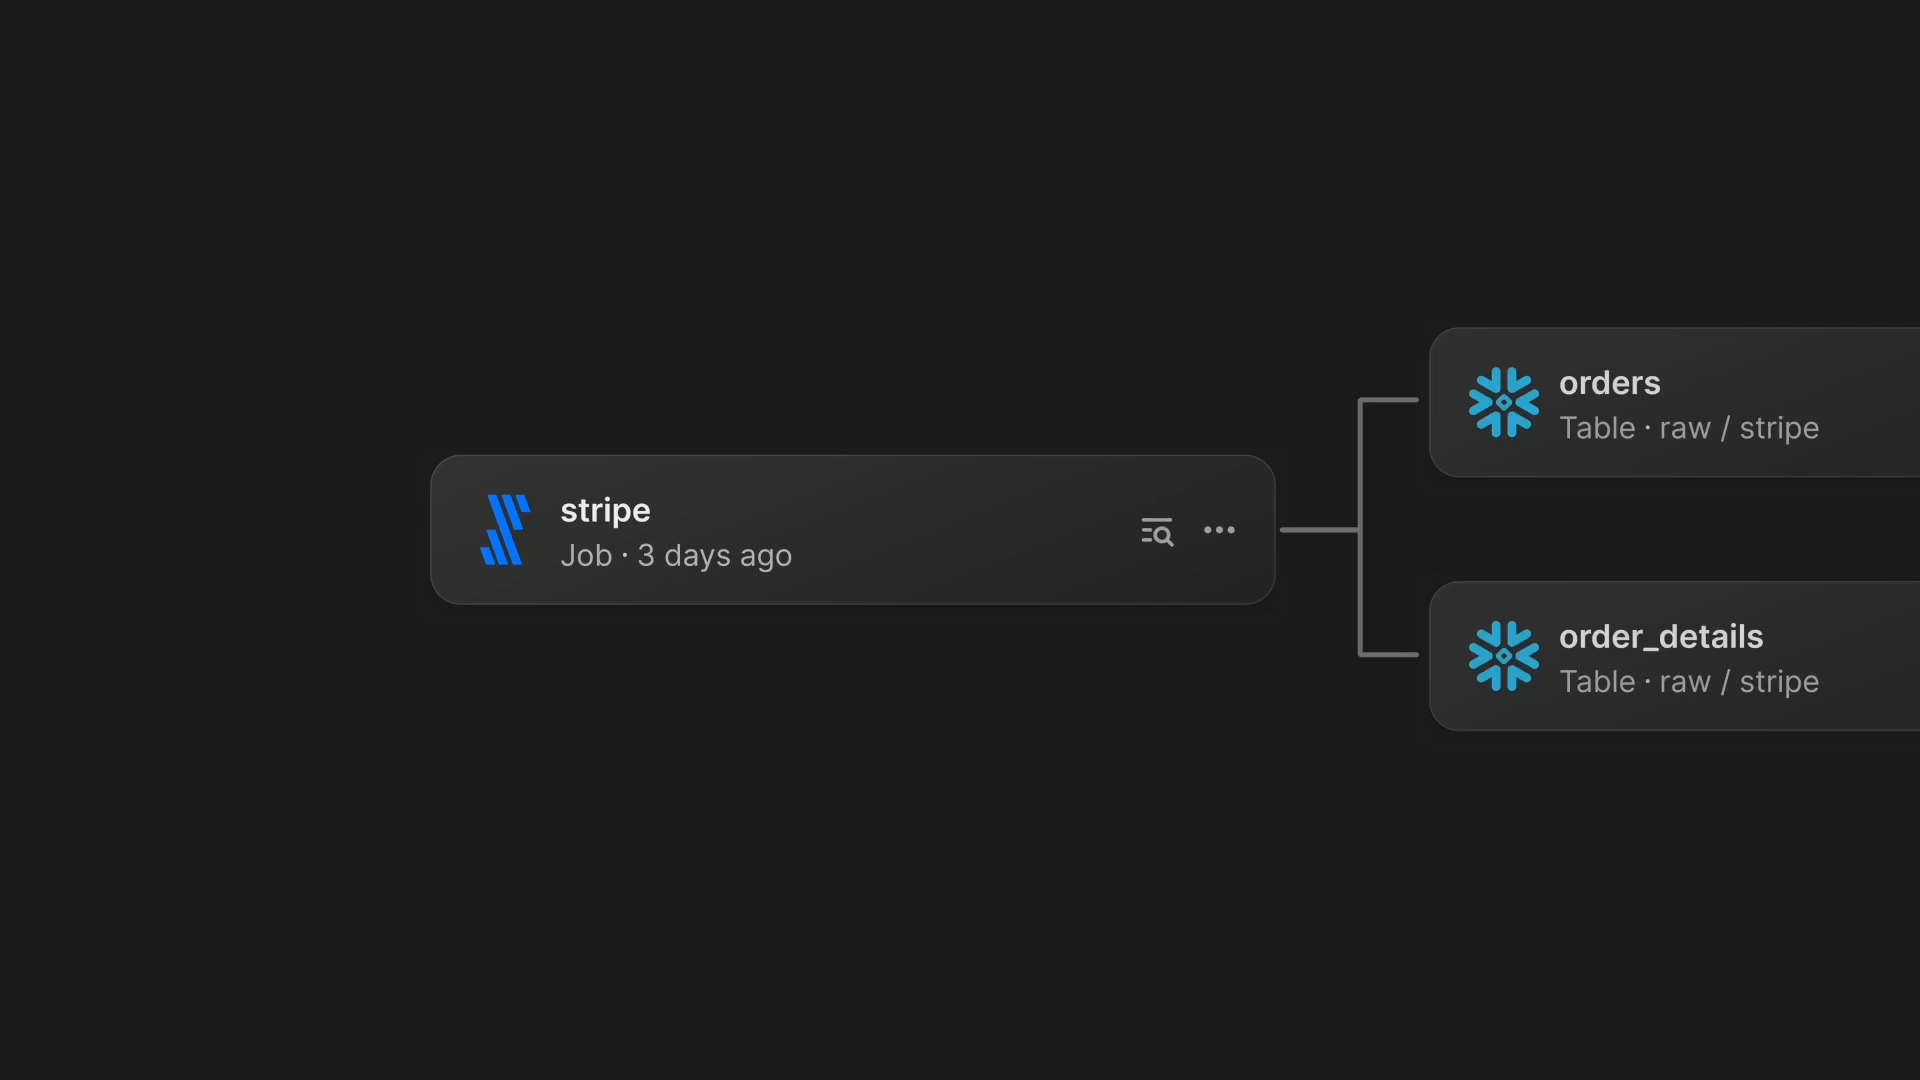 stripe
Job · 3 days ago
orders
Table · raw / stripe
order_details
Table · raw / stripe